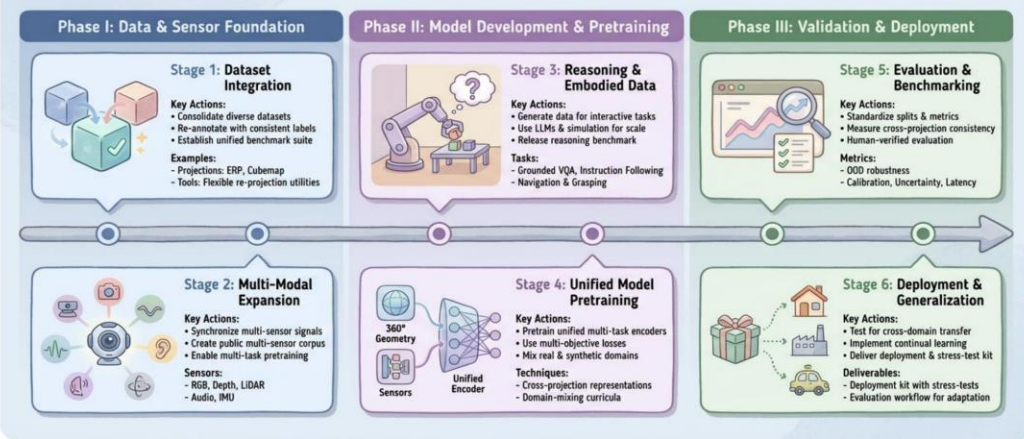 Phase I: Data & Sensor Foundation
Stage 1: Dataset
Integration
Key Actions:
• Consolidate diverse datasets
• Re-annotate with consistent labels
• Establish unified benchmark suite
Examples:
- Projections: ERP, Cubemap
- Tools: Flexible re-projection utilities
Stage 2: Multi-Modal
Expansion
Key Actions:
• Synchronize multi-sensor signals
• Create public multi-sensor corpus
• Enable multi-task pretraining
Sensors:
- RGB, Depth, LiDAR
- Audio, IMU
Phase II: Model Development & Pretraining
?
Stage 3: Reasoning &
Embodied Data
Key Actions:
• Generate data for interactive tasks
• Use LLMs & simulation for scale
• Release reasoning benchmark
Tasks:
- Grounded VQA, Instruction Following
- Navigation & Grasping
360°
Geometry
Sensors
Unified
Encoder
Stage 4: Unified Model
Pretraining
Key Actions:
• Pretrain unified multi-task encoders
• Use multi-objective losses
• Mix real & synthetic domains
Techniques:
- Cross-projection representations
- Domain-mixing curricula
Phase III: Validation & Deployment
Stage 5: Evaluation &
Benchmarking
Key Actions:
• Standardize splits & metrics
• Measure cross-projection consistency
• Human-verified evaluation
Metrics:
- OOD robustness
- Calibration, Uncertainty, Latency
Stage 6: Deployment &
Generalization
Key Actions:
• Test for cross-domain transfer
• Implement continual learning
• Deliver deployment & stress-test kit
Deliverables:
- Deployment kit with stress-tests
- Evaluation workflow for adaptation